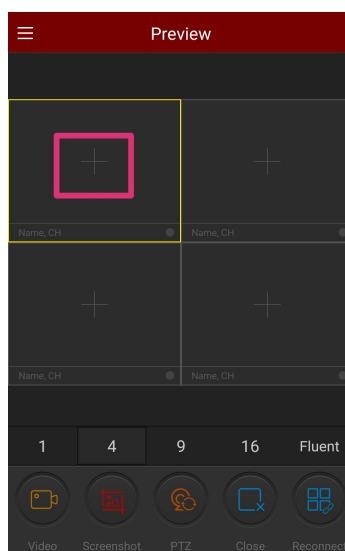 Preview
Name, CH
Name, CH
Name, CH
Name, CH
1 4 9 16 Fluent
Video Screenshot PTZ Close Reconnect